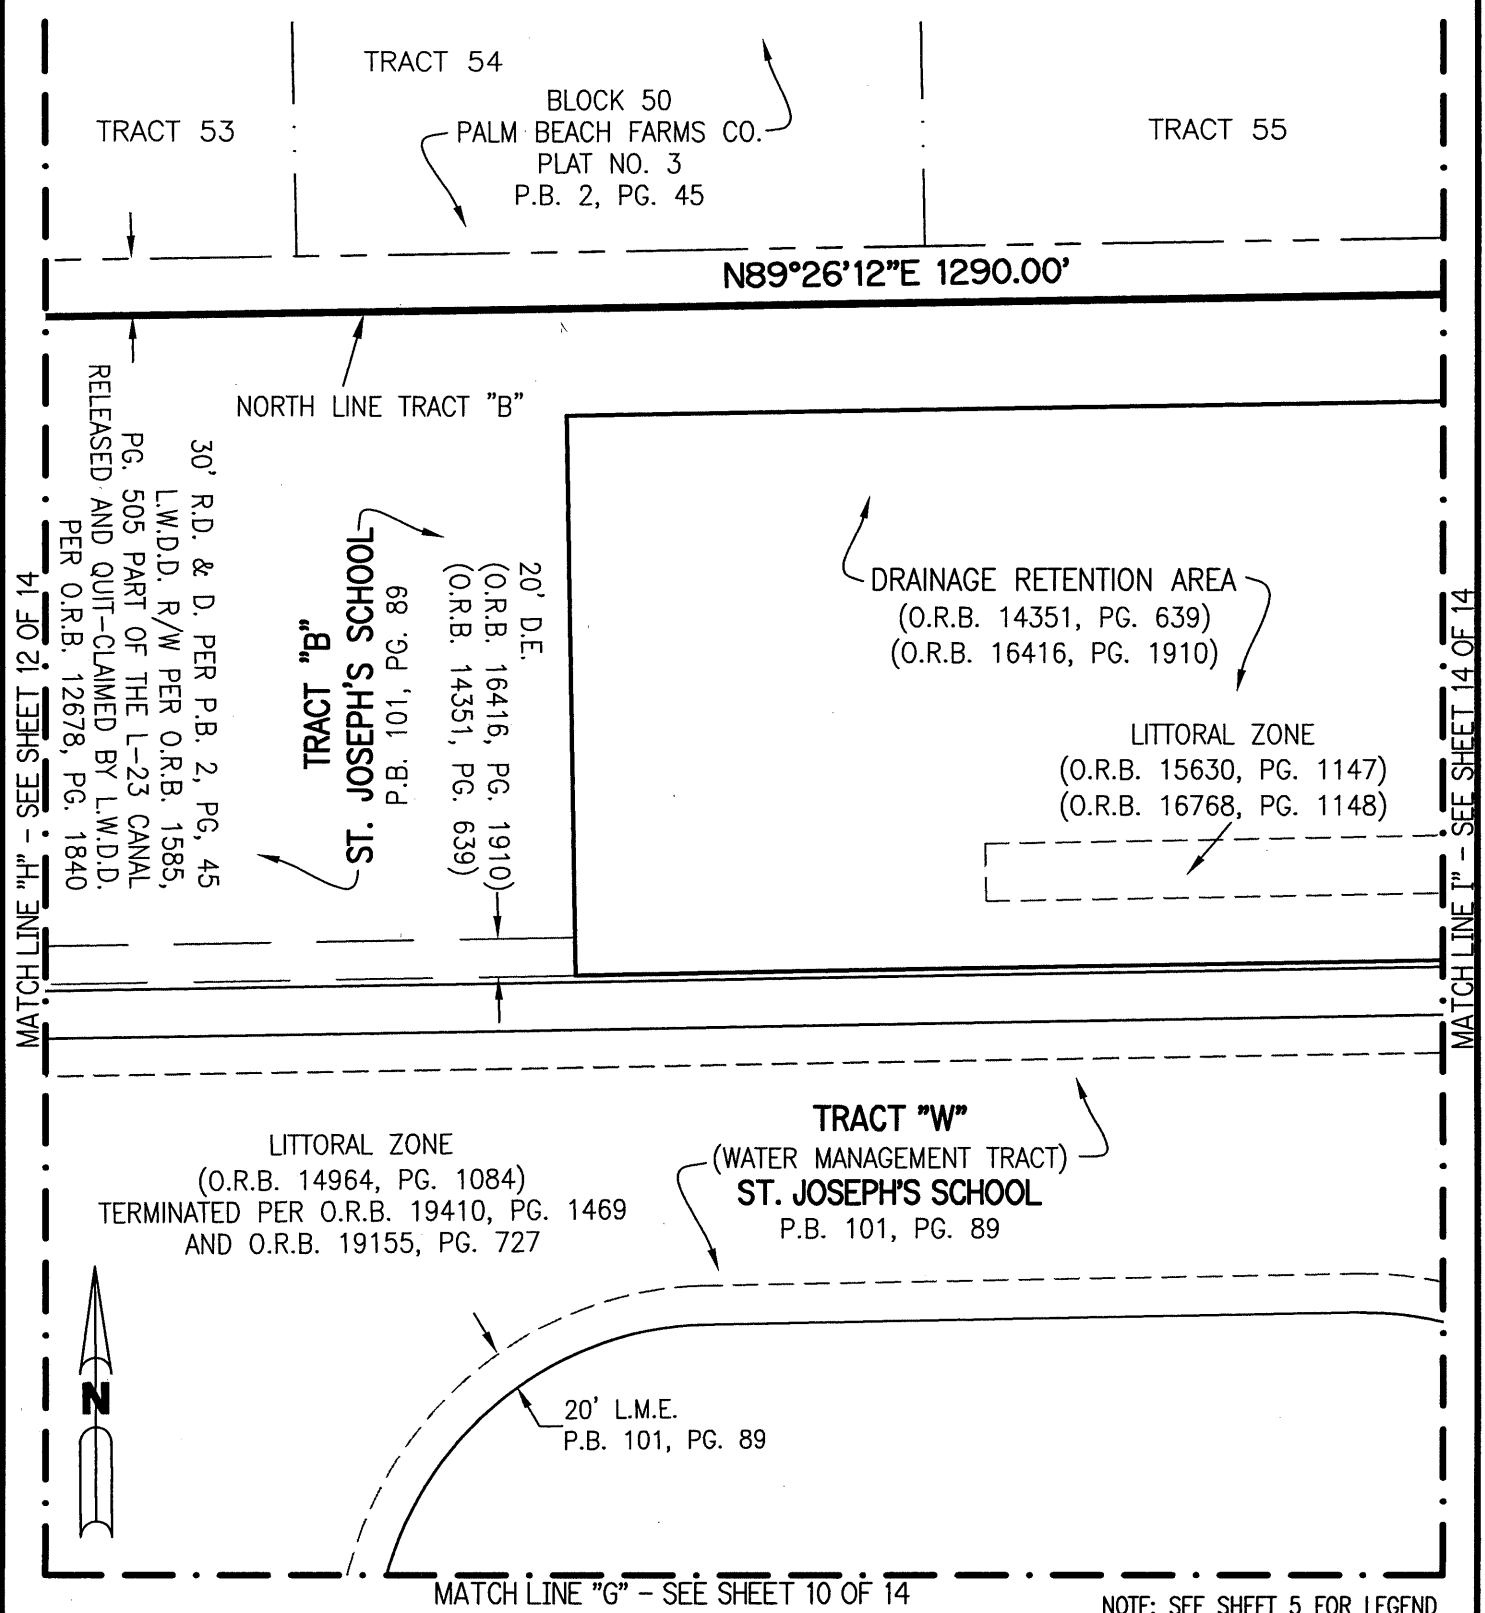 TRACT 54
BLOCK 50
TRACT 53
PALM BEACH FARMS CO.
TRACT 55
PLAT NO. 3
P.B. 2, PG. 45
N89°26'12"E 1290.00'
NORTH LINE TRACT "B"
30' R.D. & D. PER P.B. 2, PG, 45
L.W.D.D. R/W PER O.R.B. 1585,
PG. 505 PART OF THE L-23 CANAL
RELEASED AND QUIT-CLAIMED BY L.W.D.D.
PER O.R.B. 12678, PG. 1840
TRACT "B"
ST. JOSEPH'S SCHOOL
P.B. 101, PG. 89
20' D.E.
(O.R.B. 16416, PG. 1910)
(O.R.B. 14351, PG. 639)
DRAINAGE RETENTION AREA
(O.R.B. 14351, PG. 639)
(O.R.B. 16416, PG. 1910)
LITTORAL ZONE
(O.R.B. 15630, PG. 1147)
(O.R.B. 16768, PG. 1148)
MATCH LINE "H" - SEE SHEET 12 OF 14
MATCH LINE I" - SEE SHEET 14 OF 14
TRACT "W"
(WATER MANAGEMENT TRACT)
ST. JOSEPH'S SCHOOL
P.B. 101, PG. 89
LITTORAL ZONE
(O.R.B. 14964, PG. 1084)
TERMINATED PER O.R.B. 19410, PG. 1469
AND O.R.B. 19155, PG. 727
N
20' L.M.E.
P.B. 101, PG. 89
MATCH LINE "G" - SEE SHEET 10 OF 14
NOTE: SEE SHEET 5 FOR LEGEND